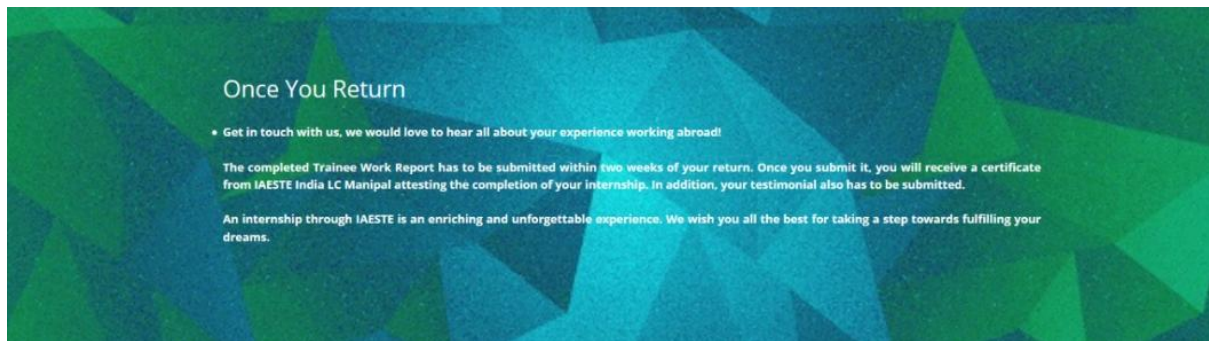 Once You Return
• Get in touch with us, we would love to hear all about your experience working abroad!
The completed Trainee Work Report has to be submitted within two weeks of your return. Once you submit it, you will receive a certificate
from IAESTE India LC Manipal attesting the completion of your internship. In addition, your testimonial also has to be submitted.
An internship through IAESTE is an enriching and unforgettable experience. We wish you all the best for taking a step towards fulfilling your
dreams.